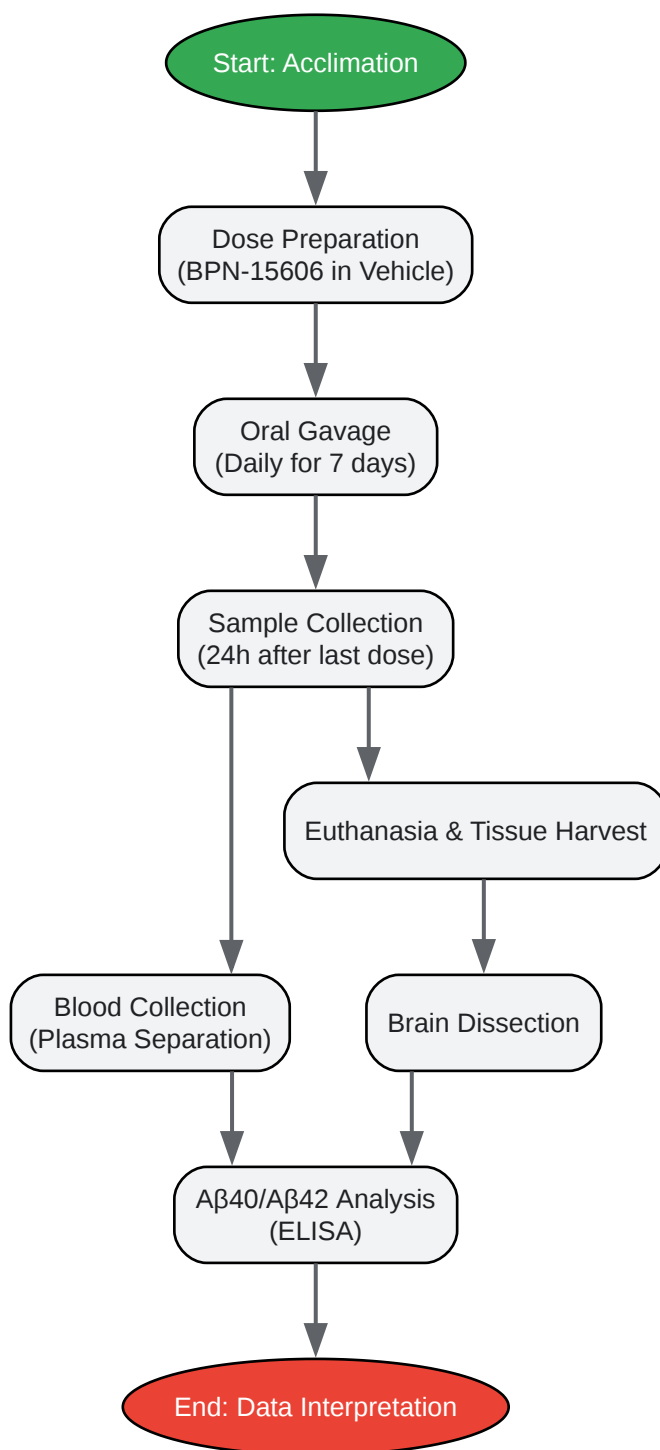 Start: Acclimation
Dose Preparation
(BPN-15606 in Vehicle)
Oral Gavage
(Daily for 7 days)
Sample Collection
(24h after last dose)
Euthanasia & Tissue Harvest
Blood Collection
(Plasma Separation)
Brain Dissection
Aβ40/Aβ42 Analysis
(ELISA)
End: Data Interpretation